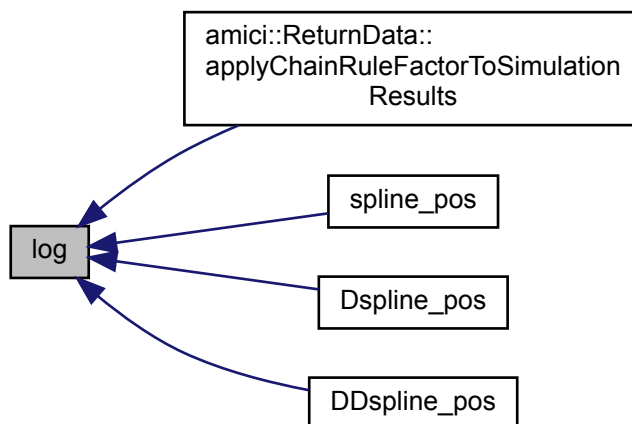 amici::ReturnData::
applyChainRuleFactorToSimulation
Results
spline_pos
log
Dspline_pos
DDspline_pos